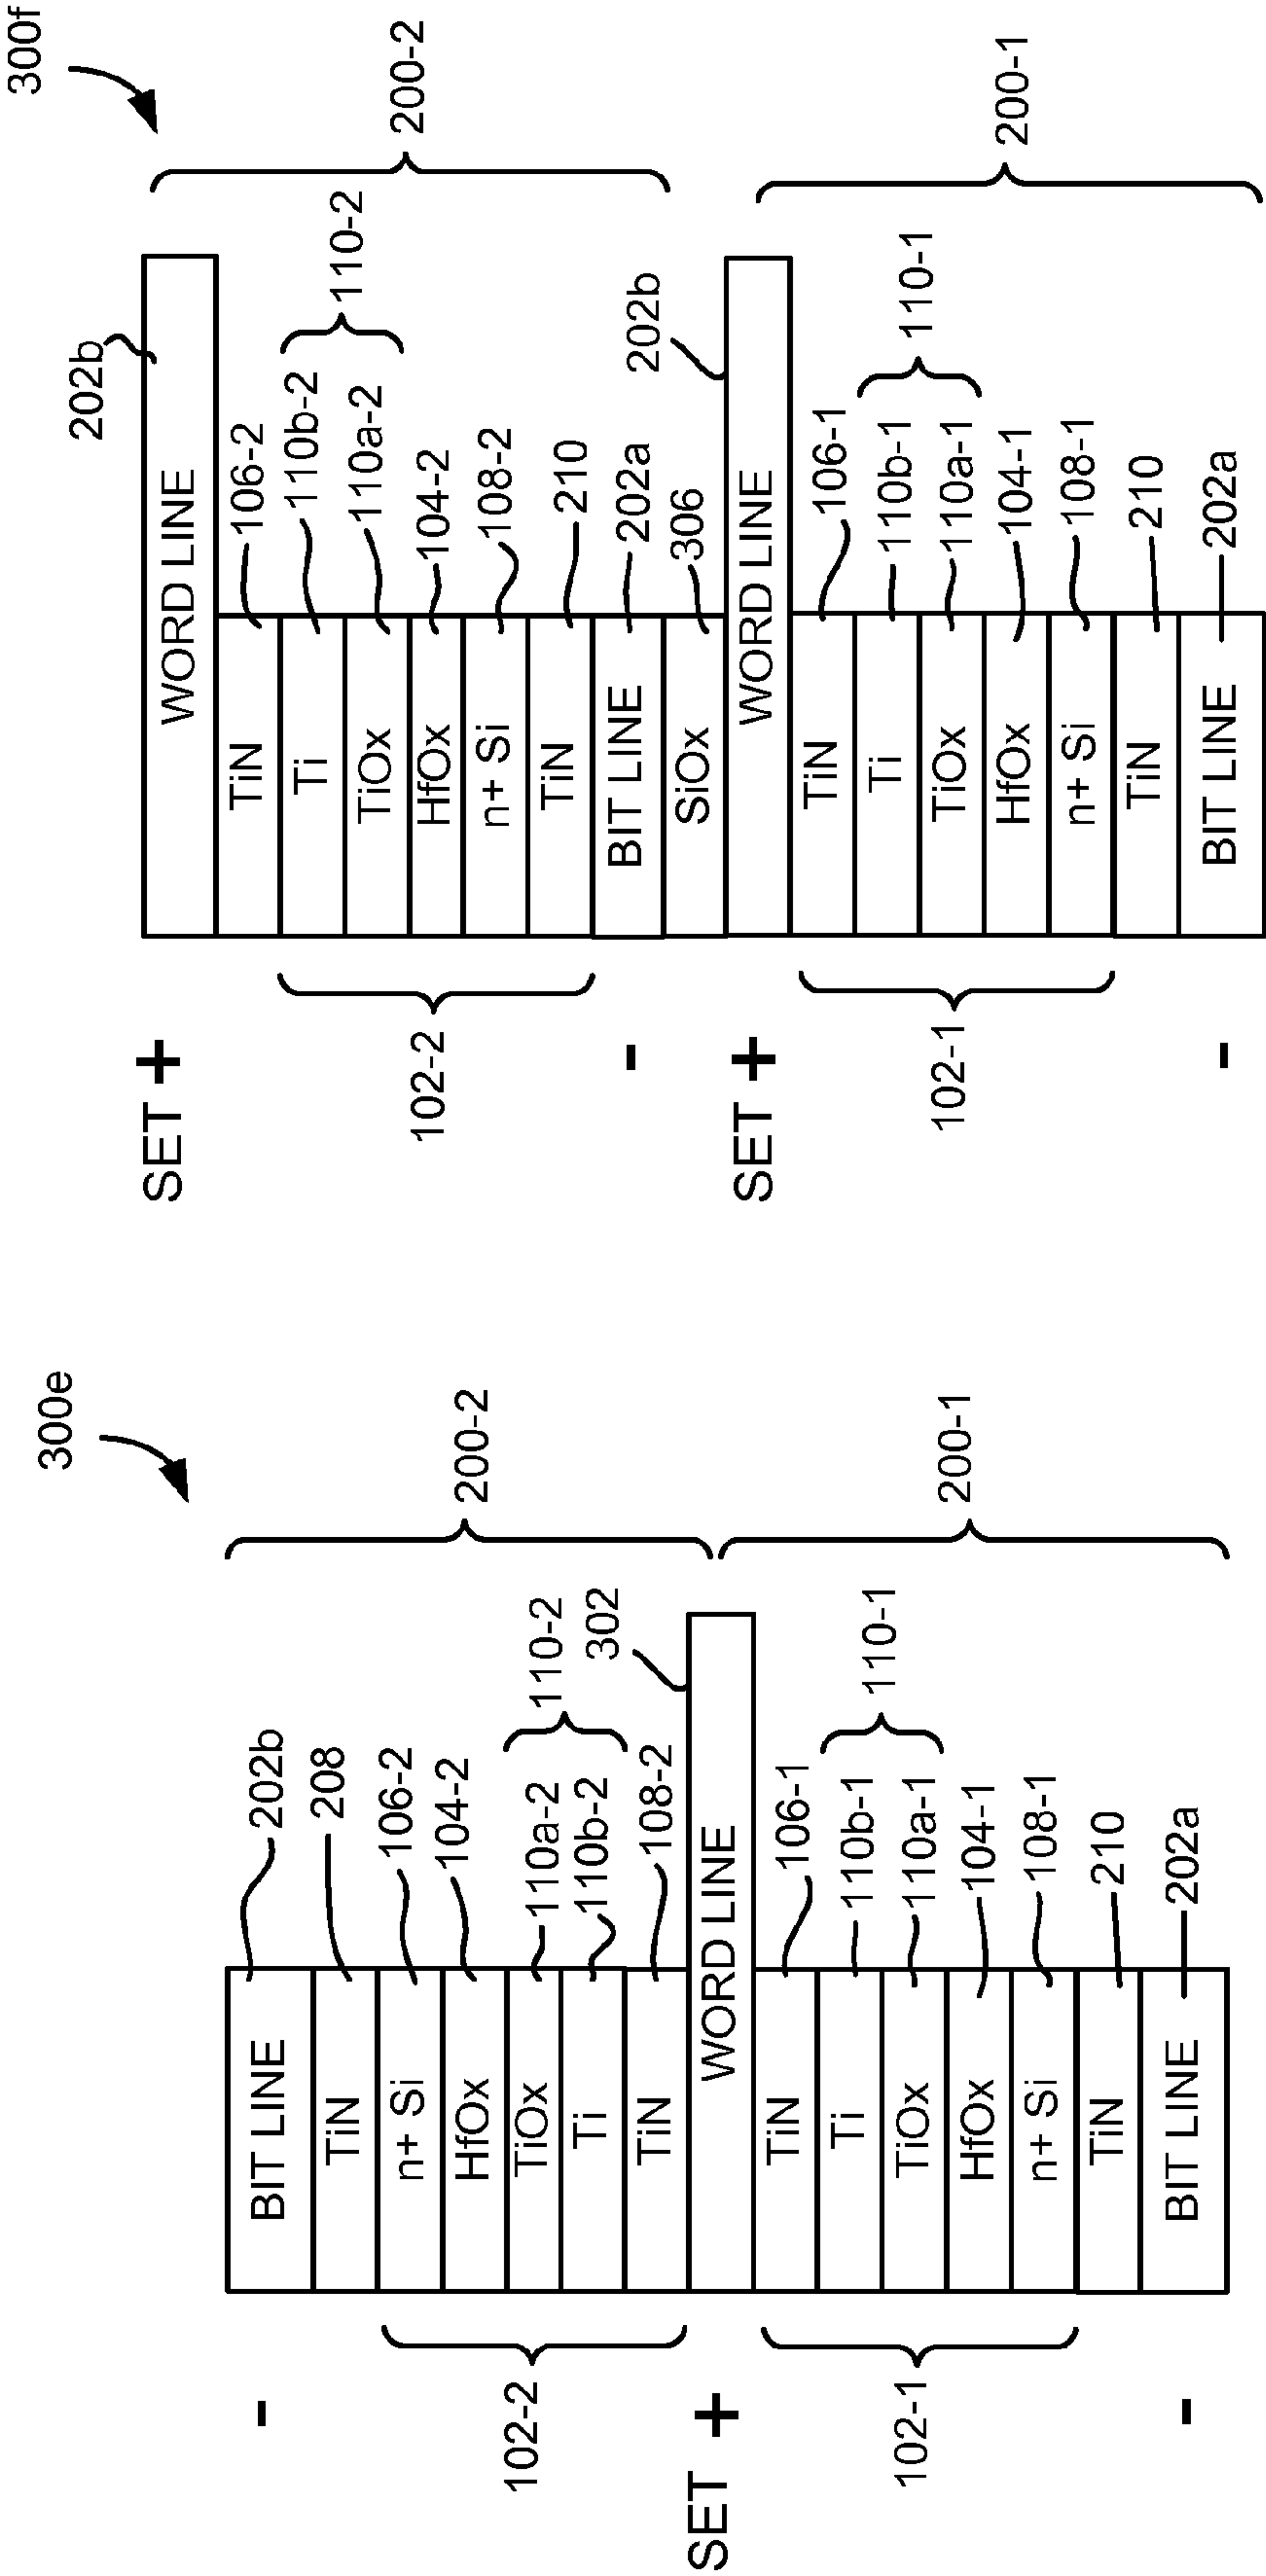 300e
BIT LINE
TiN
n+ Si
HfOx
TiOx
Ti
TiN
WORD LINE
TiN
Ti
TiOx
HfOx
n+ Si
TiN
BIT LINE
202b
208
106-2
104-2
110a-2
110b-2
108-2
110-2
302
200-2
106-1
110b-1
110a-1
104-1
108-1
210
202a
110-1
200-1
-
102-2
SET +
102-1
-
300f
WORD LINE
TiN
Ti
TiOx
HfOx
n+ Si
TiN
BIT LINE
SiOx
WORD LINE
TiN
Ti
TiOx
HfOx
n+ Si
TiN
BIT LINE
202b
106-2
110b-2
110a-2
104-2
108-2
210
202a
306
110-2
200-2
202b
106-1
110b-1
110a-1
104-1
108-1
210
202a
110-1
200-1
SET +
102-2
-
SET +
102-1
-